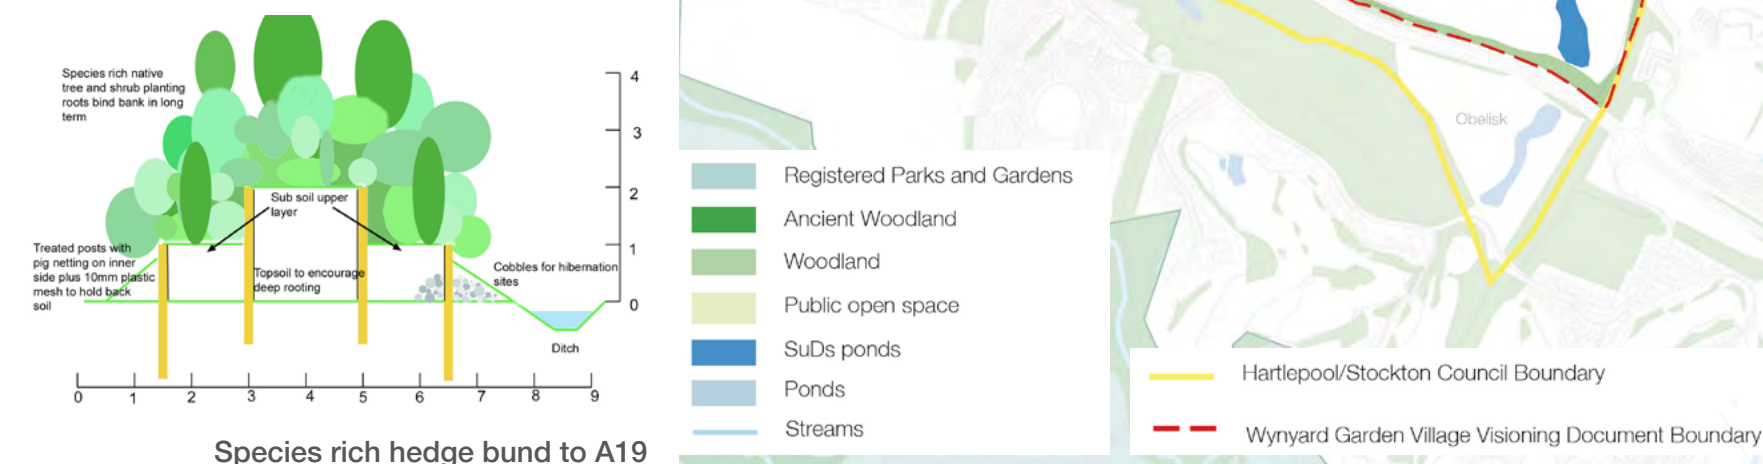 Species rich native
tree and shrub planting
roots bind bank in long
term
Sub soil upper
layer
Treated posts with
pig netting on inner
side plus 10mm plastic
mesh to hold back
soil
Topsoil to encourage
deep rooting
Cobbles for hibernation
sites
Ditch
4
3
2
1
0
0 1 2 3 4 5 6 7 8 9
Species rich hedge bund to A19
Obelisk
Registered Parks and Gardens
Ancient Woodland
Woodland
Public open space
SuDs ponds
Ponds
Streams
Hartlepool/Stockton Council Boundary
Wynyard Garden Village Visioning Document Boundary